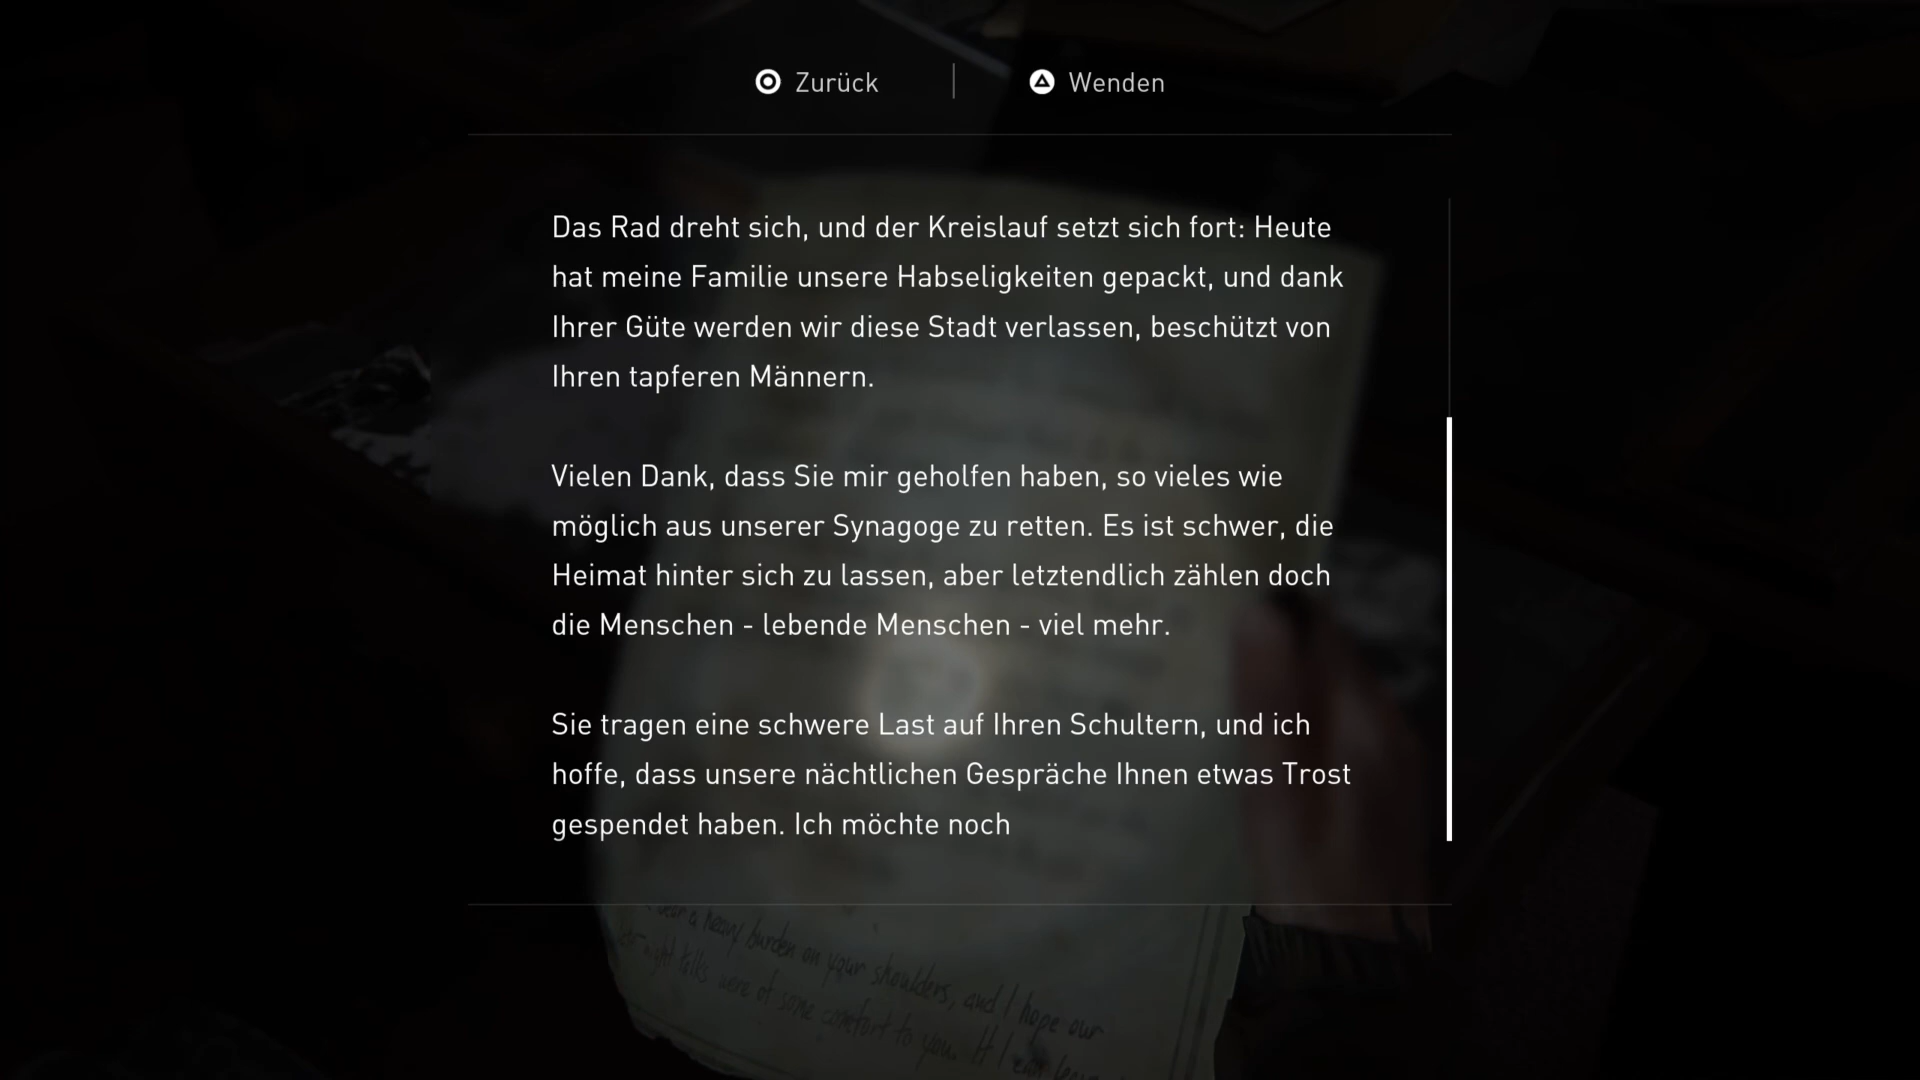 Zurück
Wenden
Das Rad dreht sich, und der Kreislauf setzt sich fort: Heute
hat meine Familie unsere Habseligkeiten gepackt, und dank
Ihrer Güte werden wir diese Stadt verlassen, beschützt von
Ihren tapferen Männern.
Vielen Dank, dass Sie mir geholfen haben, so vieles wie
möglich aus unserer Synagoge zu retten. Es ist schwer, die
Heimat hinter sich zu lassen, aber letztendlich zählen doch
die Menschen - lebende Menschen - viel mehr.
Sie tragen eine schwere Last auf Ihren Schultern, und ich
hoffe, dass unsere nächtlichen Gespräche Ihnen etwas Trost
gespendet haben. Ich möchte noch
a heavy burden on your shoulders, and I hope our
night talks were of some comfort to you. If I can